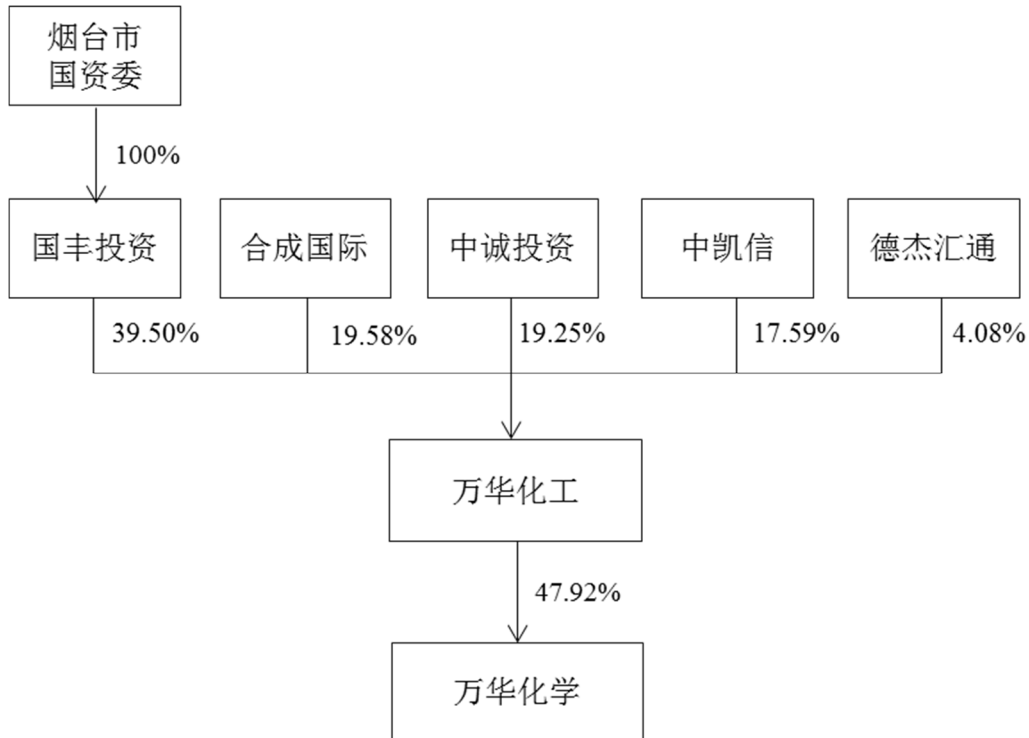 烟台市
国资委
100%
国丰投资
合成国际
中诚投资
中凯信
德杰汇通
39.50%
19.58%
19.25%
17.59%
4.08%
万华化工
47.92%
万华化学